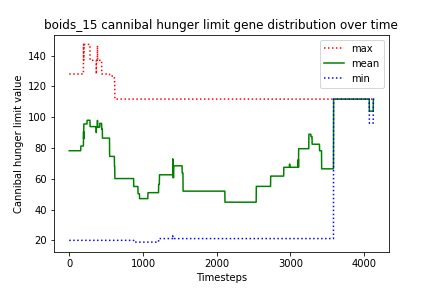 boids_15 cannibal hunger limit gene distribution over time
Cannibal hunger limit value
140
120
100
80
60
40
20
max
mean
min
0
1000
2000
3000
4000
Timesteps